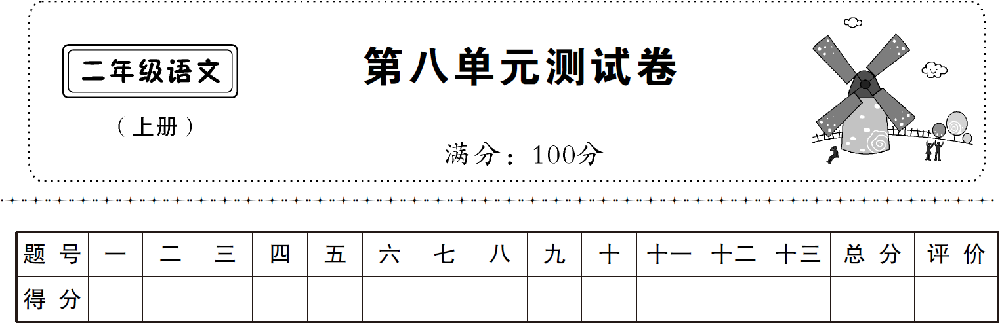 二年级语文
（上册）
第八单元测试卷
满分：100分
题号 一 二 三 四 五 六 七 八 九 十 十一 十二 十三 总分 评价
得分